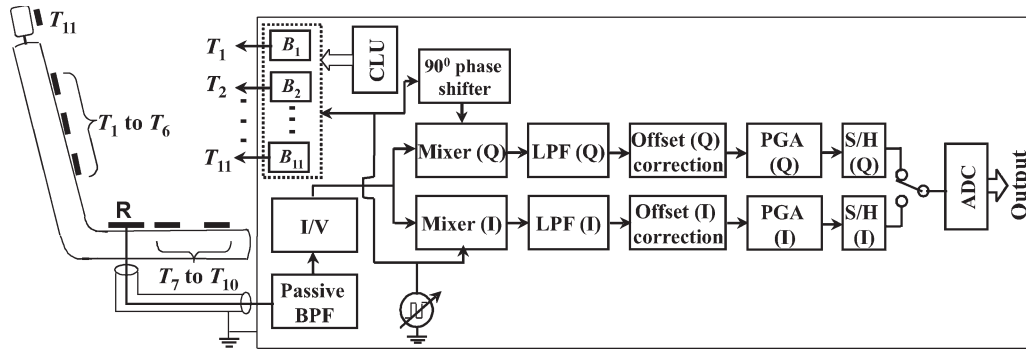 T11
T1 to T6
R
T7 to T10
T1
T2
T11
B1
B2
B11
CLU
90⁰ phase
shifter
Mixer (Q)
LPF (Q)
Offset (Q)
correction
PGA
(Q)
S/H
(Q)
I/V
Mixer (I)
LPF (I)
Offset (I)
correction
PGA
(I)
S/H
(I)
ADC
Output
Passive
BPF